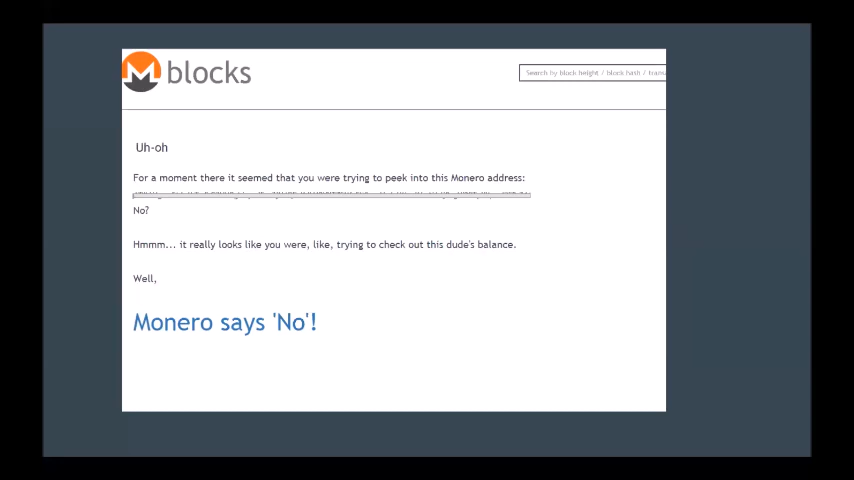 blocks
Search by block height / block hash / trans
Uh-oh
For a moment there it seemed that you were trying to peek into this Monero address:
No?
Hmmm... it really looks like you were, like, trying to check out this dude's balance.
Well,
Monero says 'No'!